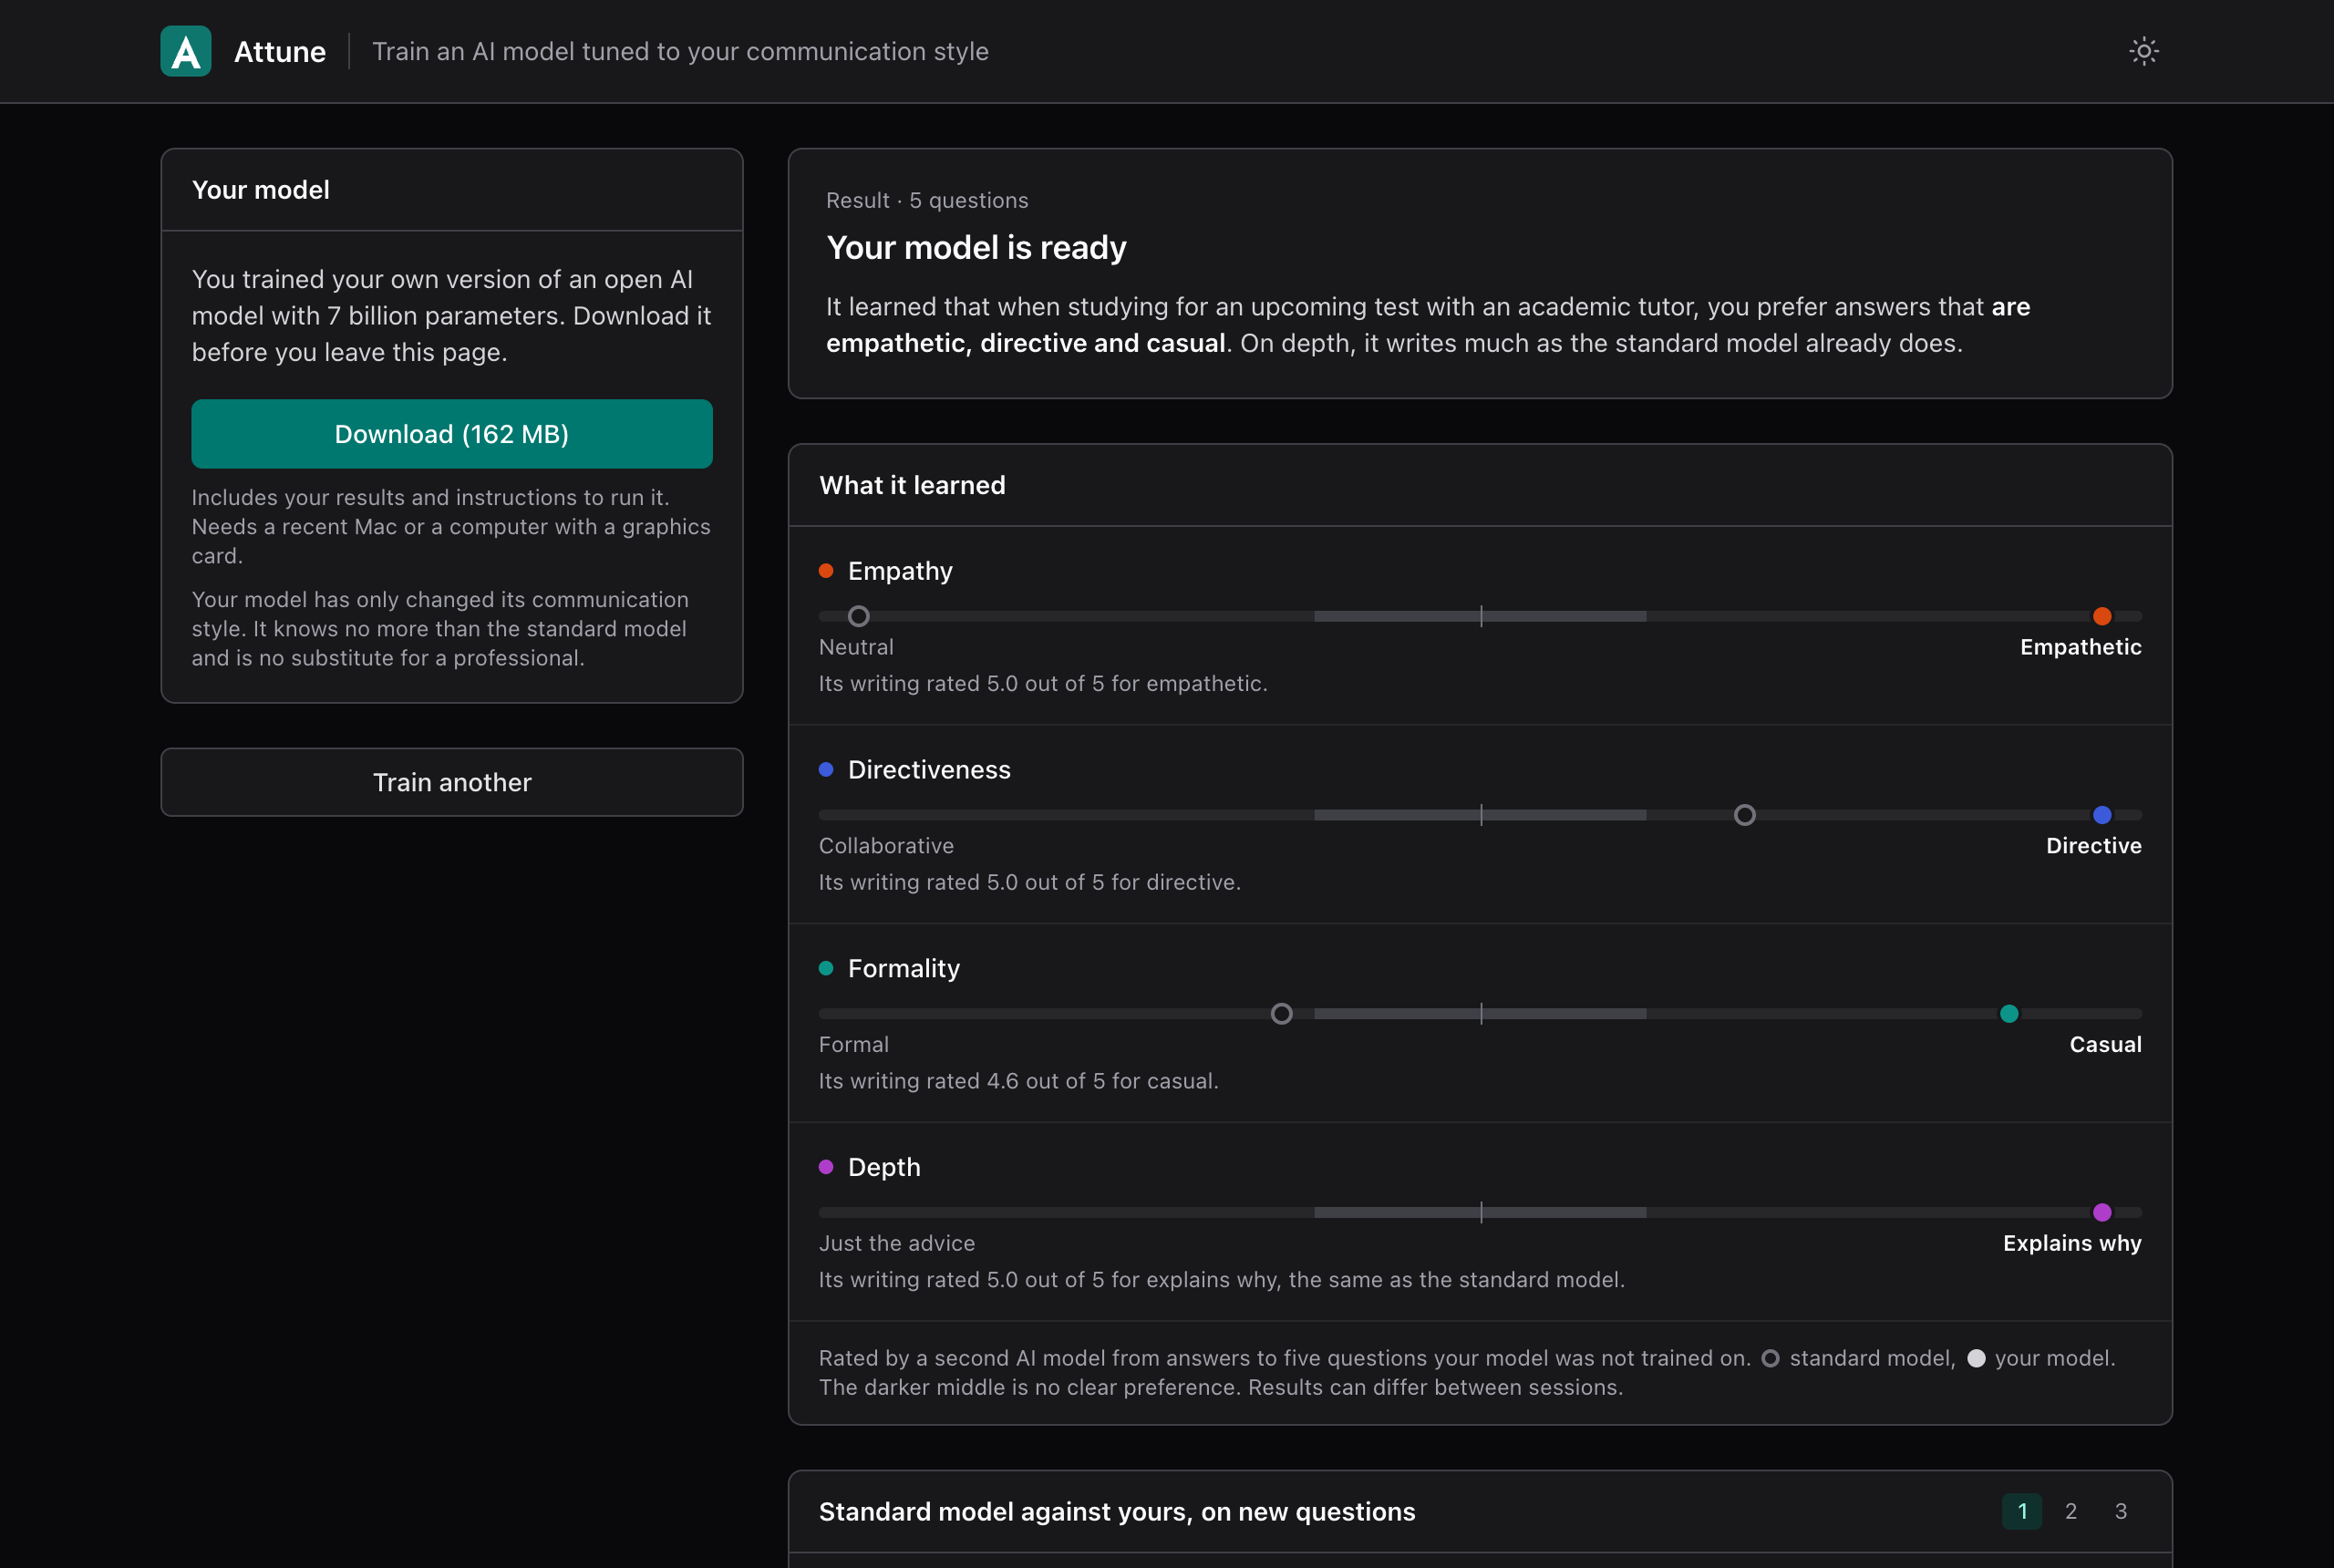 A
Attune
Train an AI model tuned to your communication style
Your model
You trained your own version of an open AI
model with 7 billion parameters. Download it
before you leave this page.
Download (162 MB)
Includes your results and instructions to run it.
Needs a recent Mac or a computer with a graphics
card.
Your model has only changed its communication
style. It knows no more than the standard model
and is no substitute for a professional.
Train another
Result · 5 questions
Your model is ready
It learned that when studying for an upcoming test with an academic tutor, you prefer answers that are
empathetic, directive and casual. On depth, it writes much as the standard model already does.
What it learned
Empathy
Neutral
Empathetic
Its writing rated 5.0 out of 5 for empathetic.
Directiveness
Collaborative
Directive
Its writing rated 5.0 out of 5 for directive.
Formality
Formal
Casual
Its writing rated 4.6 out of 5 for casual.
Depth
Just the advice
Explains why
Its writing rated 5.0 out of 5 for explains why, the same as the standard model.
Rated by a second AI model from answers to five questions your model was not trained on. standard model, your model.
The darker middle is no clear preference. Results can differ between sessions.
Standard model against yours, on new questions
1 2 3